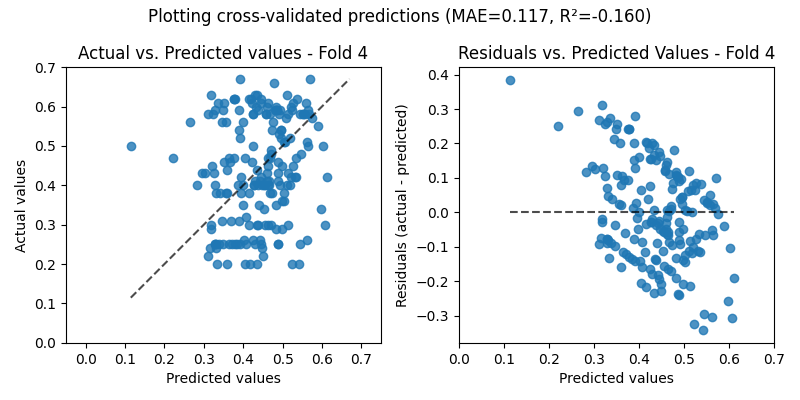 Plotting cross-validated predictions (MAE=0.117, R²=-0.160)
Actual vs. Predicted values - Fold 4
Actual values
0.7
0.6
0.5
0.4
0.3
0.2
0.1
0.0
0.0 0.1 0.2 0.3 0.4 0.5 0.6 0.7
Predicted values
Residuals vs. Predicted Values - Fold 4
Residuals (actual - predicted)
0.4
0.3
0.2
0.1
0.0
−0.1
−0.2
−0.3
0.0 0.1 0.2 0.3 0.4 0.5 0.6 0.7
Predicted values